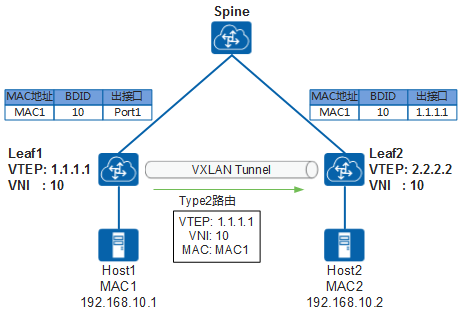 Spine
MAC地址 BDID 出接口
MAC1 10 Port1
MAC地址 BDID 出接口
MAC1 10 1.1.1.1
Leaf1
VTEP: 1.1.1.1
VNI : 10
VXLAN Tunnel
Leaf2
VTEP: 2.2.2.2
VNI : 10
Type2路由
VTEP: 1.1.1.1
VNI: 10
MAC: MAC1
Host1
MAC1
192.168.10.1
Host2
MAC2
192.168.10.2